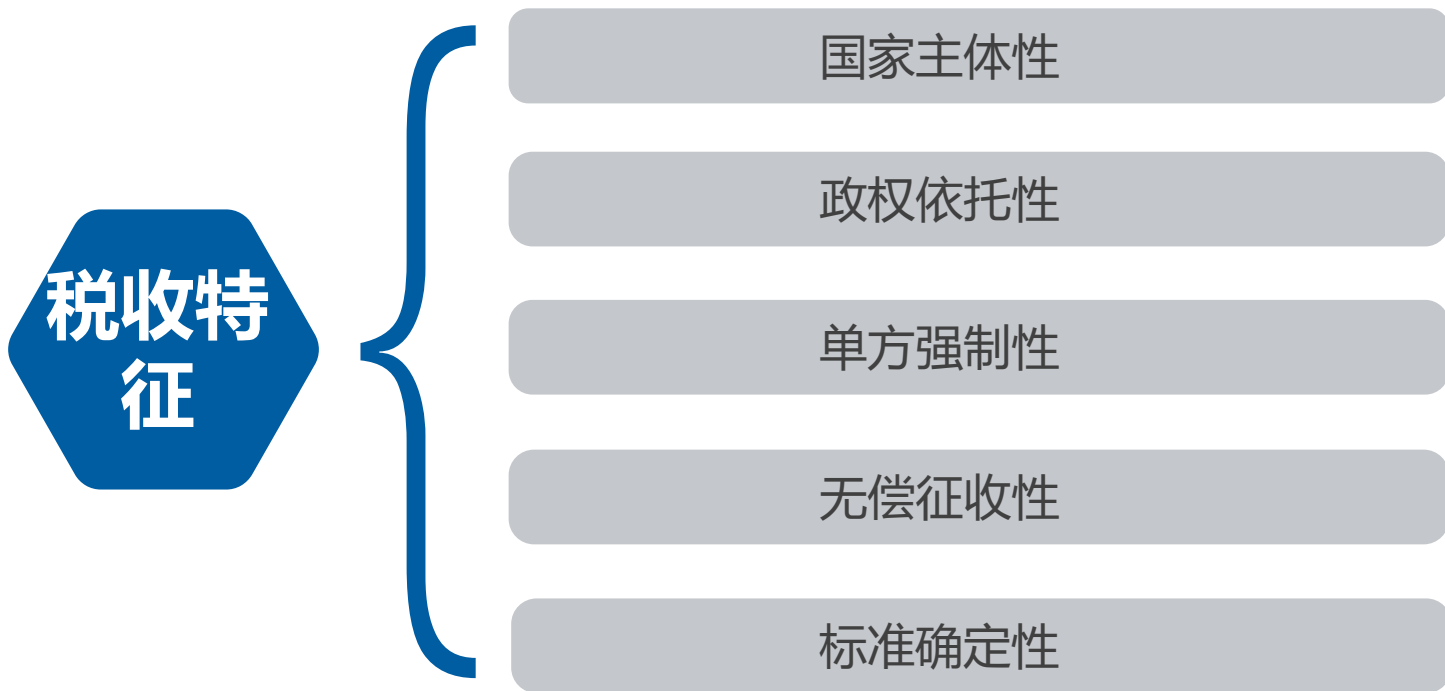 税收特
征
国家主体性
政权依托性
单方强制性
无偿征收性
标准确定性